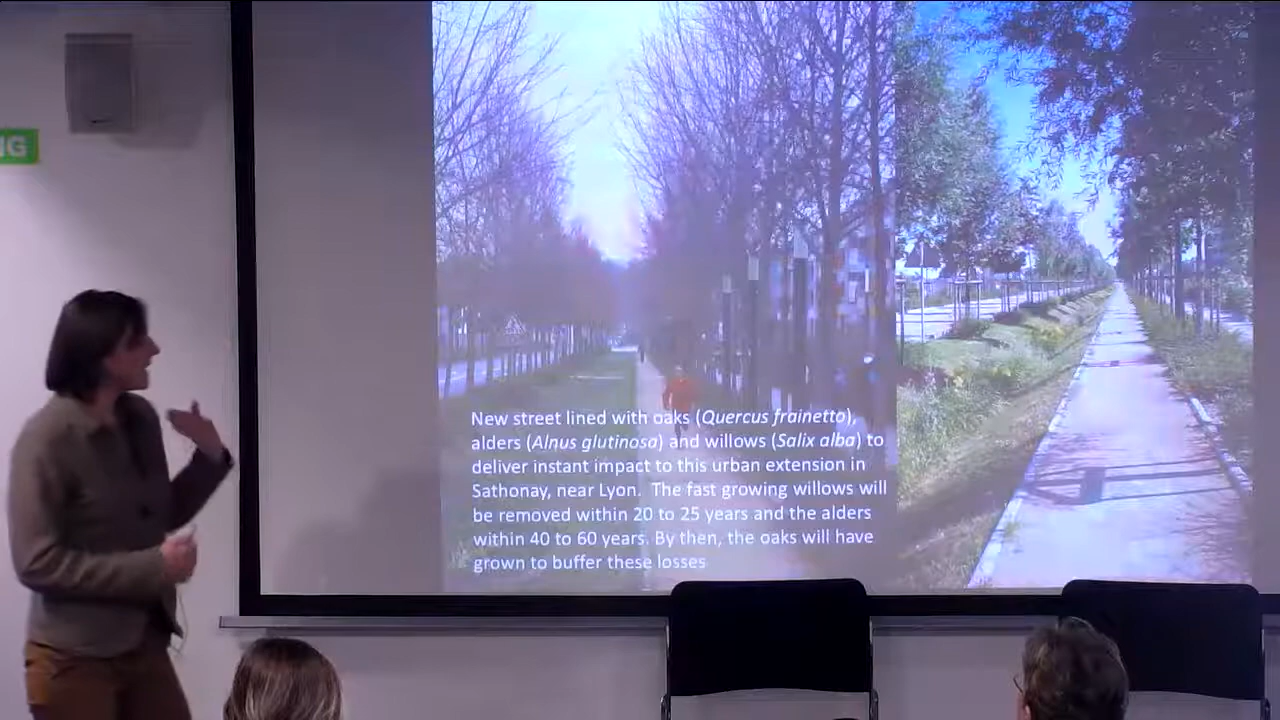 NG
New street lined with oaks (Quercus frainetto),
alders (Alnus glutinosa) and willows (Salix alba) to
deliver instant impact to this urban extension in
Sathonay, near Lyon.  The fast growing willows will
be removed within 20 to 25 years and the alders
within 40 to 60 years. By then, the oaks will have
grown to buffer these losses